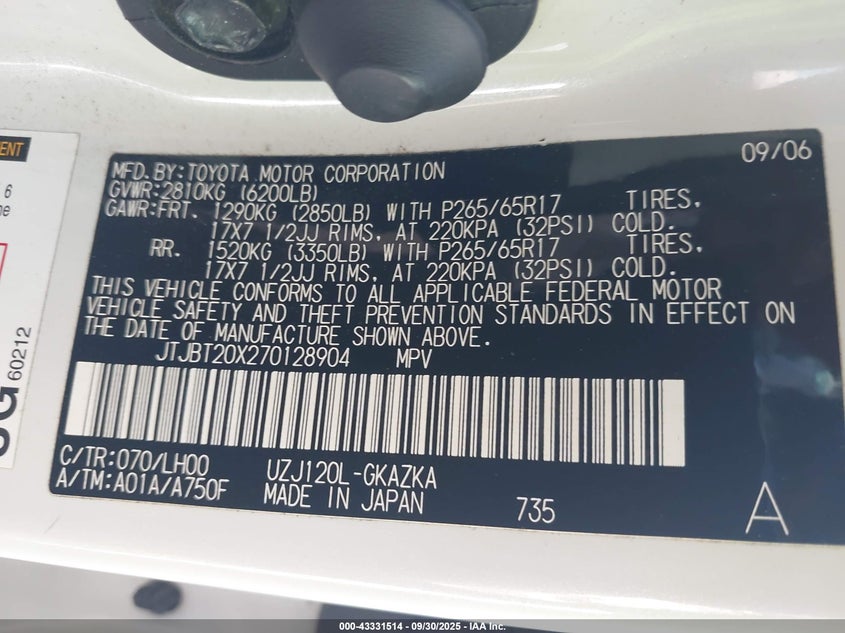 09/06
MFD.BY:TOYOTA MOTOR CORPORATION
GVWR:2810KG (6200LB)
GAWR:FRT. 1290KG (2850LB) WITH P265/65R17 TIRES,
17X7 1/2JJ RIMS, AT 220KPA (32PSI) COLD.
RR. 1520KG (3350LB) WITH P265/65R17 TIRES,
17X7 1/2JJ RIMS, AT 220KPA (32PSI) COLD.
THIS VEHICLE CONFORMS TO ALL APPLICABLE FEDERAL MOTOR
VEHICLE SAFETY AND THEFT PREVENTION STANDARDS IN EFFECT ON
THE DATE OF MANUFACTURE SHOWN ABOVE.
JTJBT20X270128904 MPV
C/TR:070/LH00 UZJ120L-GKAZKA
A/TM:A01A/A750F MADE IN JAPAN 735 A
60212
000-43331514 - 09/30/2025 - IAA Inc.